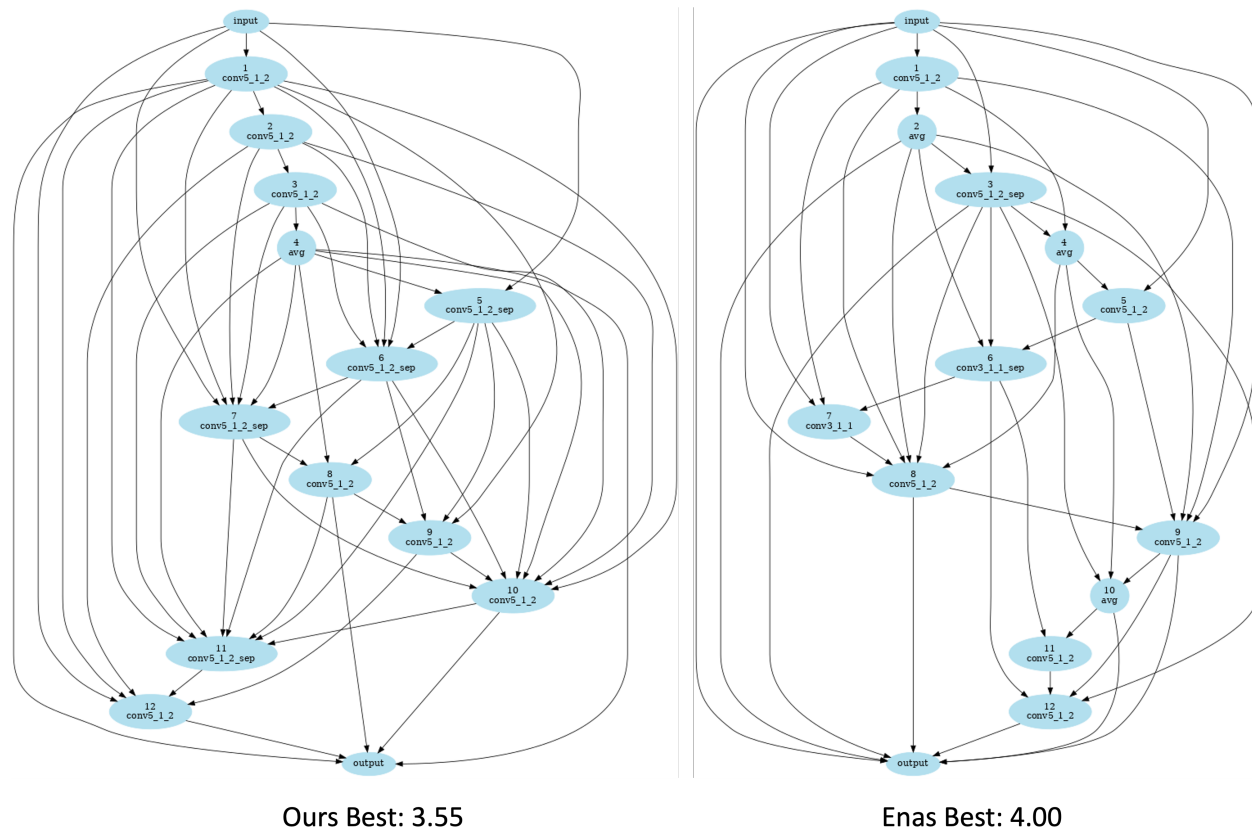 input
1
conv5_1_2
2
conv5_1_2
3
conv5_1_2
4
avg
5
conv5_1_2_sep
6
conv5_1_2_sep
7
conv5_1_2_sep
8
conv5_1_2
9
conv5_1_2
10
conv5_1_2
11
conv5_1_2_sep
12
conv5_1_2
output
Ours Best: 3.55
input
1
conv5_1_2
2
avg
3
conv5_1_2_sep
4
avg
5
conv5_1_2
6
conv3_1_1_sep
7
conv3_1_1
8
conv5_1_2
9
conv5_1_2
10
avg
11
conv5_1_2
12
conv5_1_2
output
Enas Best: 4.00